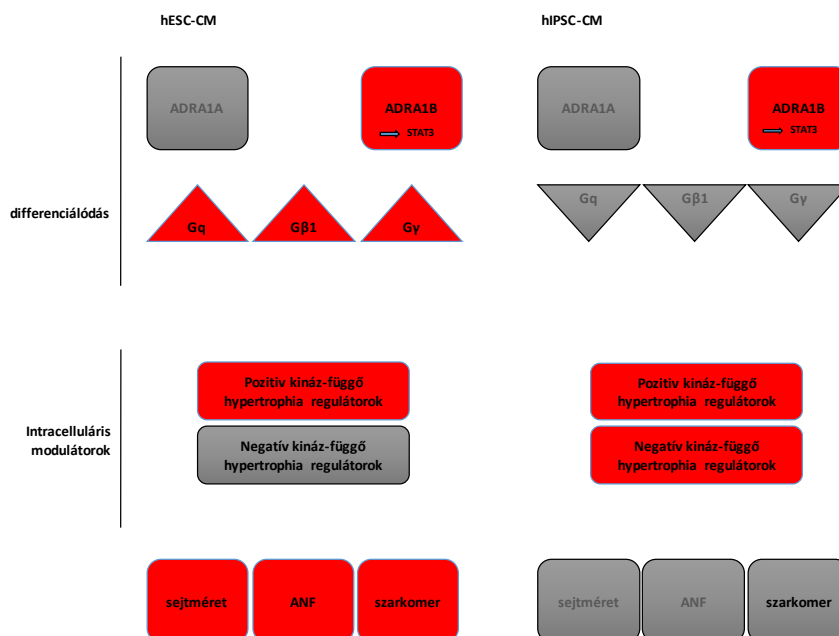 hESC-CM
hIPSC-CM
ADRA1A
ADRA1B
STAT3
ADRA1A
ADRA1B
STAT3
differenciálódás
Gq
Gβ1
Gγ
Gq
Gβ1
Gγ
Intracelluláris
modulátorok
Pozitiv kináz-függő
hypertrophia regulátorok
Negatív kináz-függő
hypertrophia regulátorok
Pozitiv kináz-függő
hypertrophia regulátorok
Negatív kináz-függő
hypertrophia regulátorok
sejtméret
ANF
szarkomer
sejtméret
ANF
szarkomer